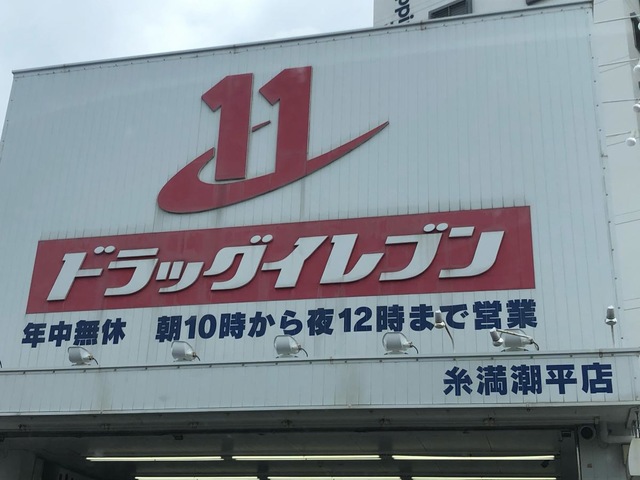 11
ドラッグイレブン
年中無休 朝10時から夜12時まで営業
糸満潮平店